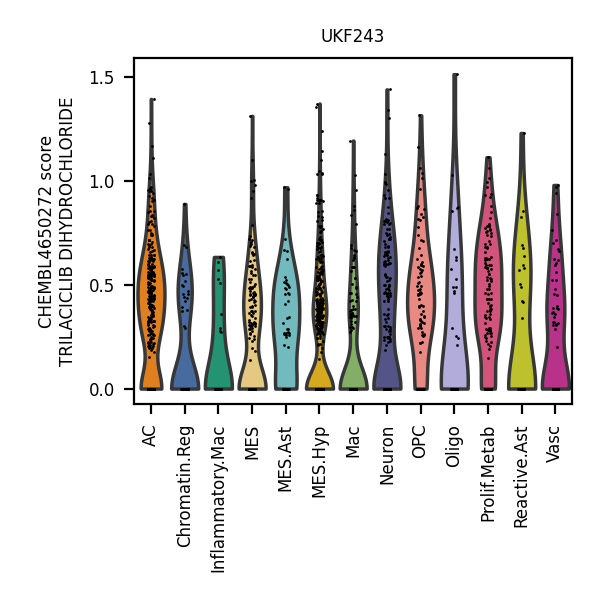 UKF243
CHEMBL4650272 score
TRILACICLIB DIHYDROCHLORIDE
1.5
1.0
0.5
0.0
AC
Chromatin.Reg
Inflammatory.Mac
MES
MES.Ast
MES.Hyp
Mac
Neuron
OPC
Oligo
Prolif.Metab
Reactive.Ast
Vasc